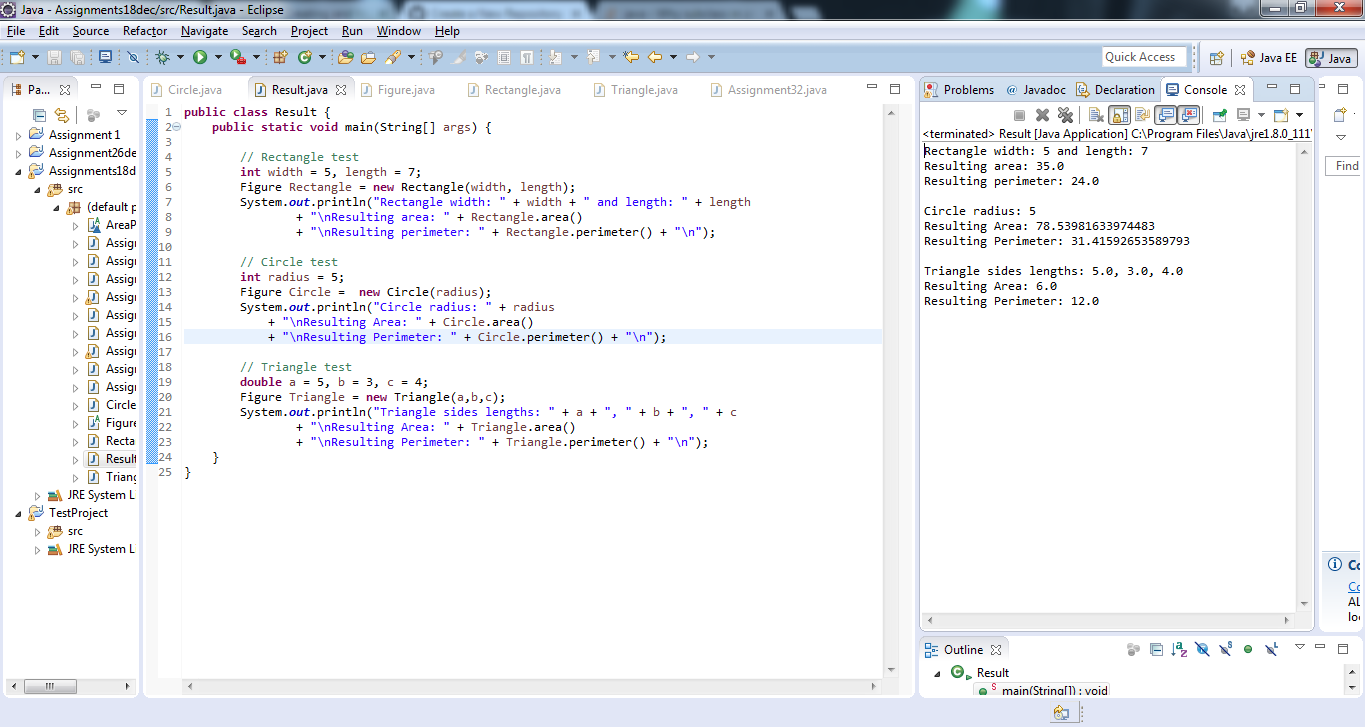 Java - Assignments18dec/src/Result.java - Eclipse
File Edit Source Refactor Navigate Search Project Run Window Help
Quick Access
Java EE
Java
Pa...
Assignment1
Assignment26de
Assignments18d
src
(default p
AreaP
Assig
Assig
Assig
Assig
Assig
Assig
Assig
Assig
Assig
Circle
Figure
Recta
Result
Triang
JRE System L
TestProject
src
JRE System L
Circle.java Result.java Figure.java Rectangle.java Triangle.java Assignment32.java
1 public class Result {
2 public static void main(String[] args) {
3
4 // Rectangle test
5 int width = 5, length = 7;
6 Figure Rectangle = new Rectangle(width, length);
7 System.out.println("Rectangle width: " + width + " and length: " + length
8 + "\nResulting area: " + Rectangle.area()
9 + "\nResulting perimeter: " + Rectangle.perimeter() + "\n");
10
11 // Circle test
12 int radius = 5;
13 Figure Circle =  new Circle(radius);
14 System.out.println("Circle radius: " + radius
15 + "\nResulting Area: " + Circle.area()
16 + "\nResulting Perimeter: " + Circle.perimeter() + "\n");
17
18 // Triangle test
19 double a = 5, b = 3, c = 4;
20 Figure Triangle = new Triangle(a,b,c);
21 System.out.println("Triangle sides lengths: " + a + ", " + b + ", " + c
22 + "\nResulting Area: " + Triangle.area()
23 + "\nResulting Perimeter: " + Triangle.perimeter() + "\n");
24 }
25 }
Problems @ Javadoc Declaration Console
<terminated> Result [Java Application] C:\Program Files\Java\jre1.8.0_111\
Rectangle width: 5 and length: 7
Resulting area: 35.0
Resulting perimeter: 24.0

Circle radius: 5
Resulting Area: 78.53981633974483
Resulting Perimeter: 31.41592653589793

Triangle sides lengths: 5.0, 3.0, 4.0
Resulting Area: 6.0
Resulting Perimeter: 12.0
Find
Co
Co
AL
lo
Outline
Result
main(String[]) : void